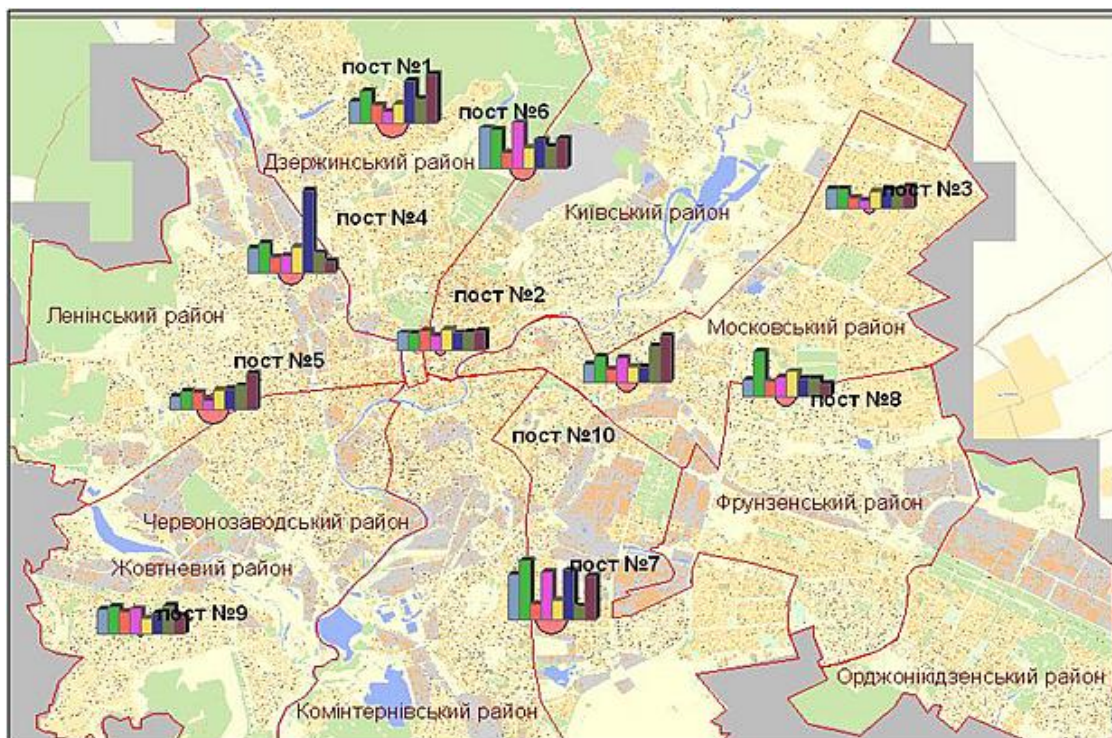 пост №1
пост №6
Дзержинський район
пост №3
Київський район
пост №4
пост №2
Ленінський район
Московський район
пост №5
пост №8
пост №10
Фрунзенський район
Червонозаводський район
Жовтневий район
пост №7
пост №9
Орджонікідзенський район
Комінтернівський район